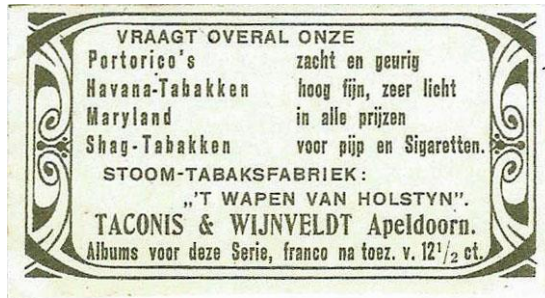 VRAAGT OVERAL ONZE
Portorico's zacht en geurig
Havana-Tabakken hoog fijn, zeer licht
Maryland in alle prijzen
Shag-Tabakken voor pijp en Sigaretten.
STOOM-TABAKSFABRIEK:
„'T WAPEN VAN HOLSTYN”.
TACONIS & WIJNVELDT Apeldoorn.
Albums voor deze Serie, franco na toez. v. 12½ ct.